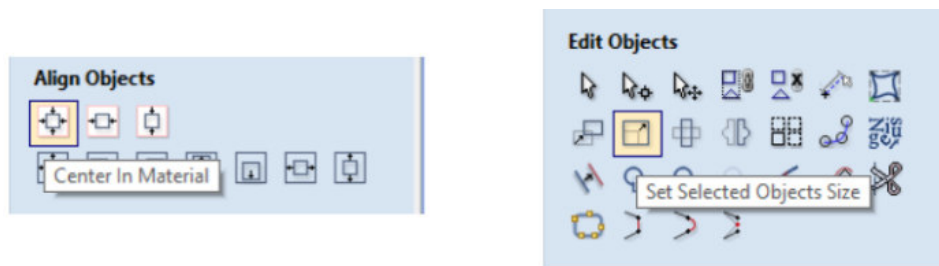 Align Objects
Center In Material
Edit Objects
Set Selected Objects Size